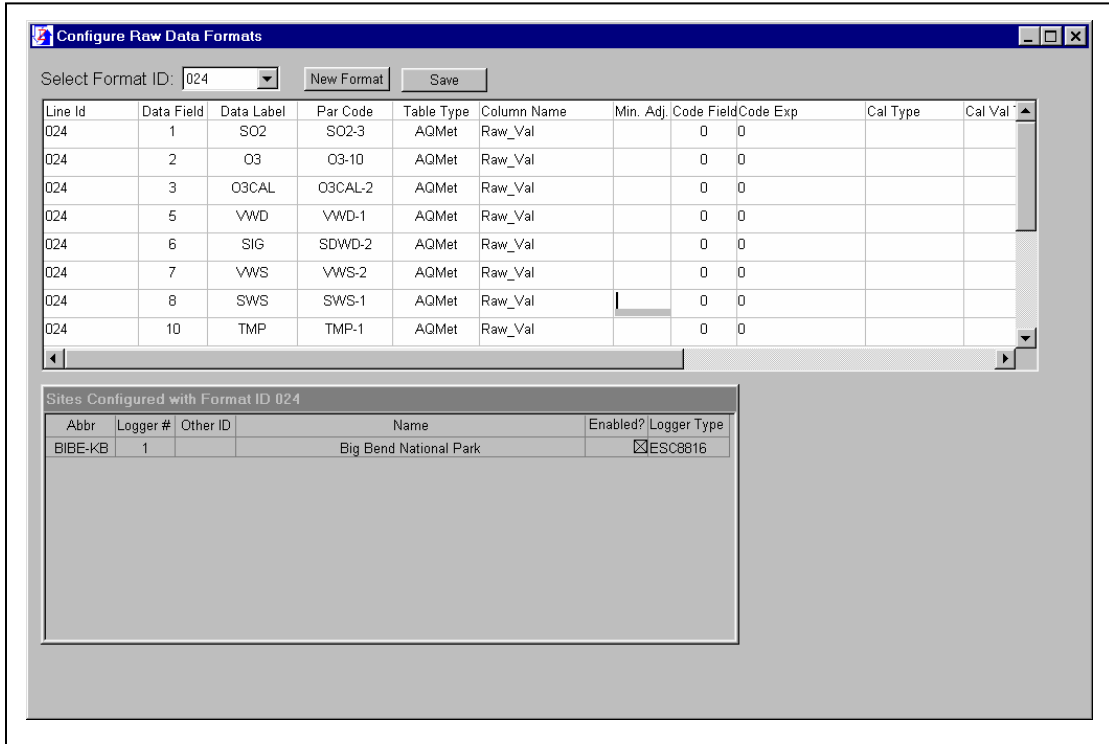 Configure Raw Data Formats
Select Format ID: 024 New Format Save
Line Id Data Field Data Label Par Code Table Type Column Name Min. Adj. Code Field Code Exp Cal Type Cal Val
024 1 SO2 SO2-3 AQMet Raw_Val 0 0
024 2 O3 O3-10 AQMet Raw_Val 0 0
024 3 O3CAL O3CAL-2 AQMet Raw_Val 0 0
024 5 VWD VWD-1 AQMet Raw_Val 0 0
024 6 SIG SDWD-2 AQMet Raw_Val 0 0
024 7 VWS VWS-2 AQMet Raw_Val 0 0
024 8 SWS SWS-1 AQMet Raw_Val 0 0
024 10 TMP TMP-1 AQMet Raw_Val 0 0
Sites Configured with Format ID 024
Abbr Logger # Other ID Name Enabled? Logger Type
BIBE-KB 1 Big Bend National Park ESC8816